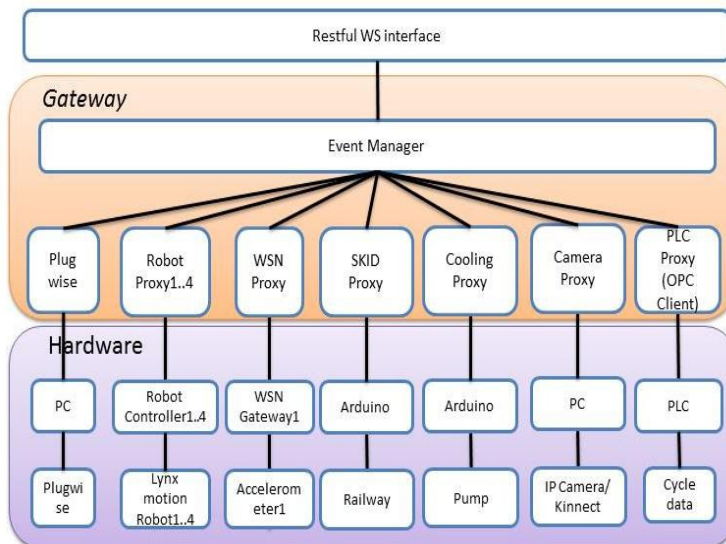 Restful WS interface
Gateway
Event Manager
Plug
wise
Robot
Proxy1..4
WSN
Proxy
SKID
Proxy
Cooling
Proxy
Camera
Proxy
PLC
Proxy
(OPC
Client)
Hardware
PC
Robot
Controller1..4
WSN
Gateway1
Arduino
Arduino
PC
PLC
Plugwi
se
Lynx
motion
Robot1..4
Accelerom
eter1
Railway
Pump
IP Camera/
Kinnect
Cycle
data